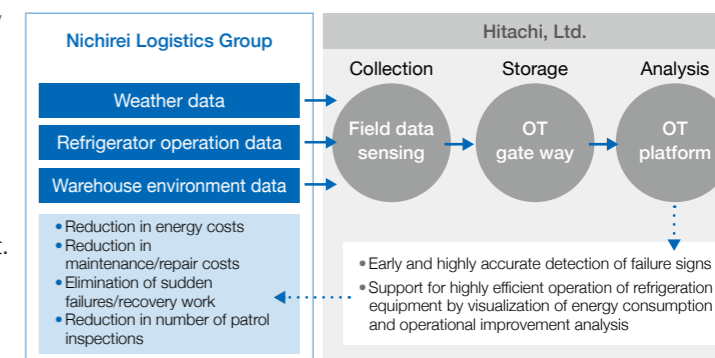 Nichirei Logistics Group
Weather data
Refrigerator operation data
Warehouse environment data
• Reduction in energy costs
• Reduction in
maintenance/repair costs
• Elimination of sudden
failures/recovery work
• Reduction in number of patrol
inspections
Hitachi, Ltd.
Collection
Storage
Analysis
Field data
sensing
OT
gate way
OT
platform
• Early and highly accurate detection of failure signs
• Support for highly efficient operation of refrigeration
equipment by visualization of energy consumption
and operational improvement analysis